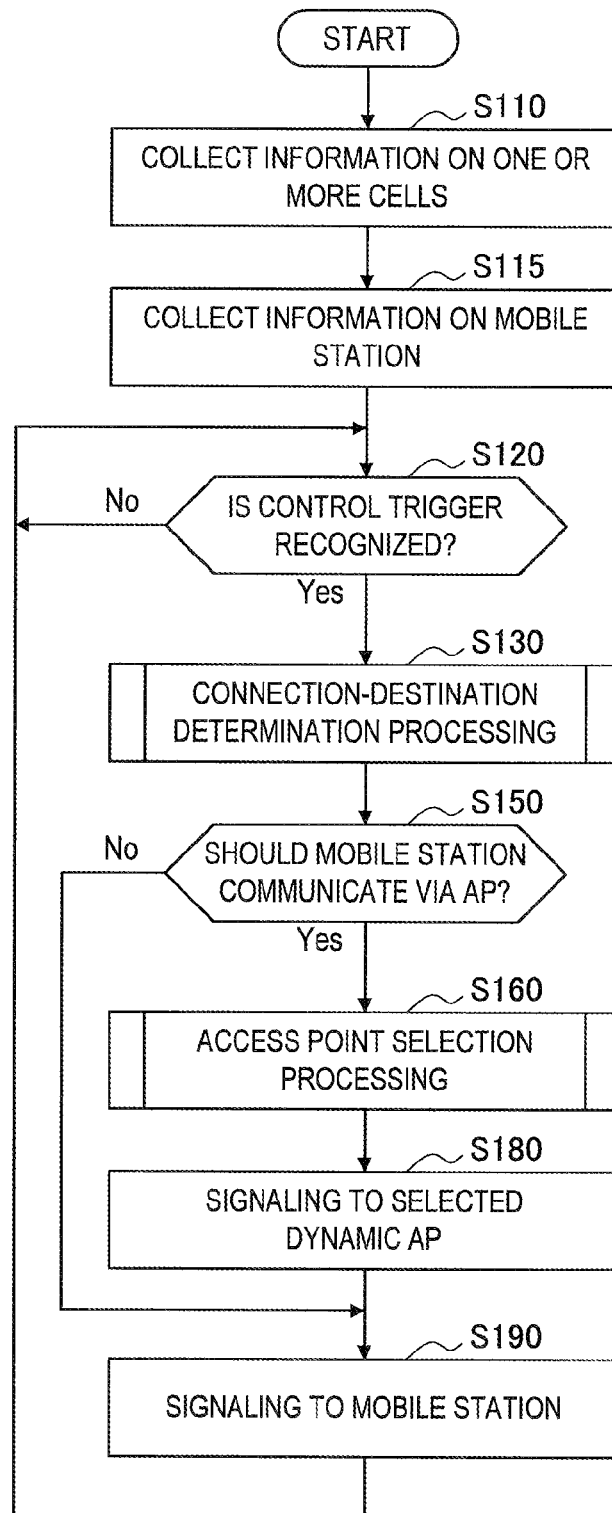 START
S110
COLLECT INFORMATION ON ONE OR
MORE CELLS
S115
COLLECT INFORMATION ON MOBILE
STATION
S120
No
IS CONTROL TRIGGER
RECOGNIZED?
Yes
S130
CONNECTION-DESTINATION
DETERMINATION PROCESSING
S150
No
SHOULD MOBILE STATION
COMMUNICATE VIA AP?
Yes
S160
ACCESS POINT SELECTION
PROCESSING
S180
SIGNALING TO SELECTED
DYNAMIC AP
S190
SIGNALING TO MOBILE STATION